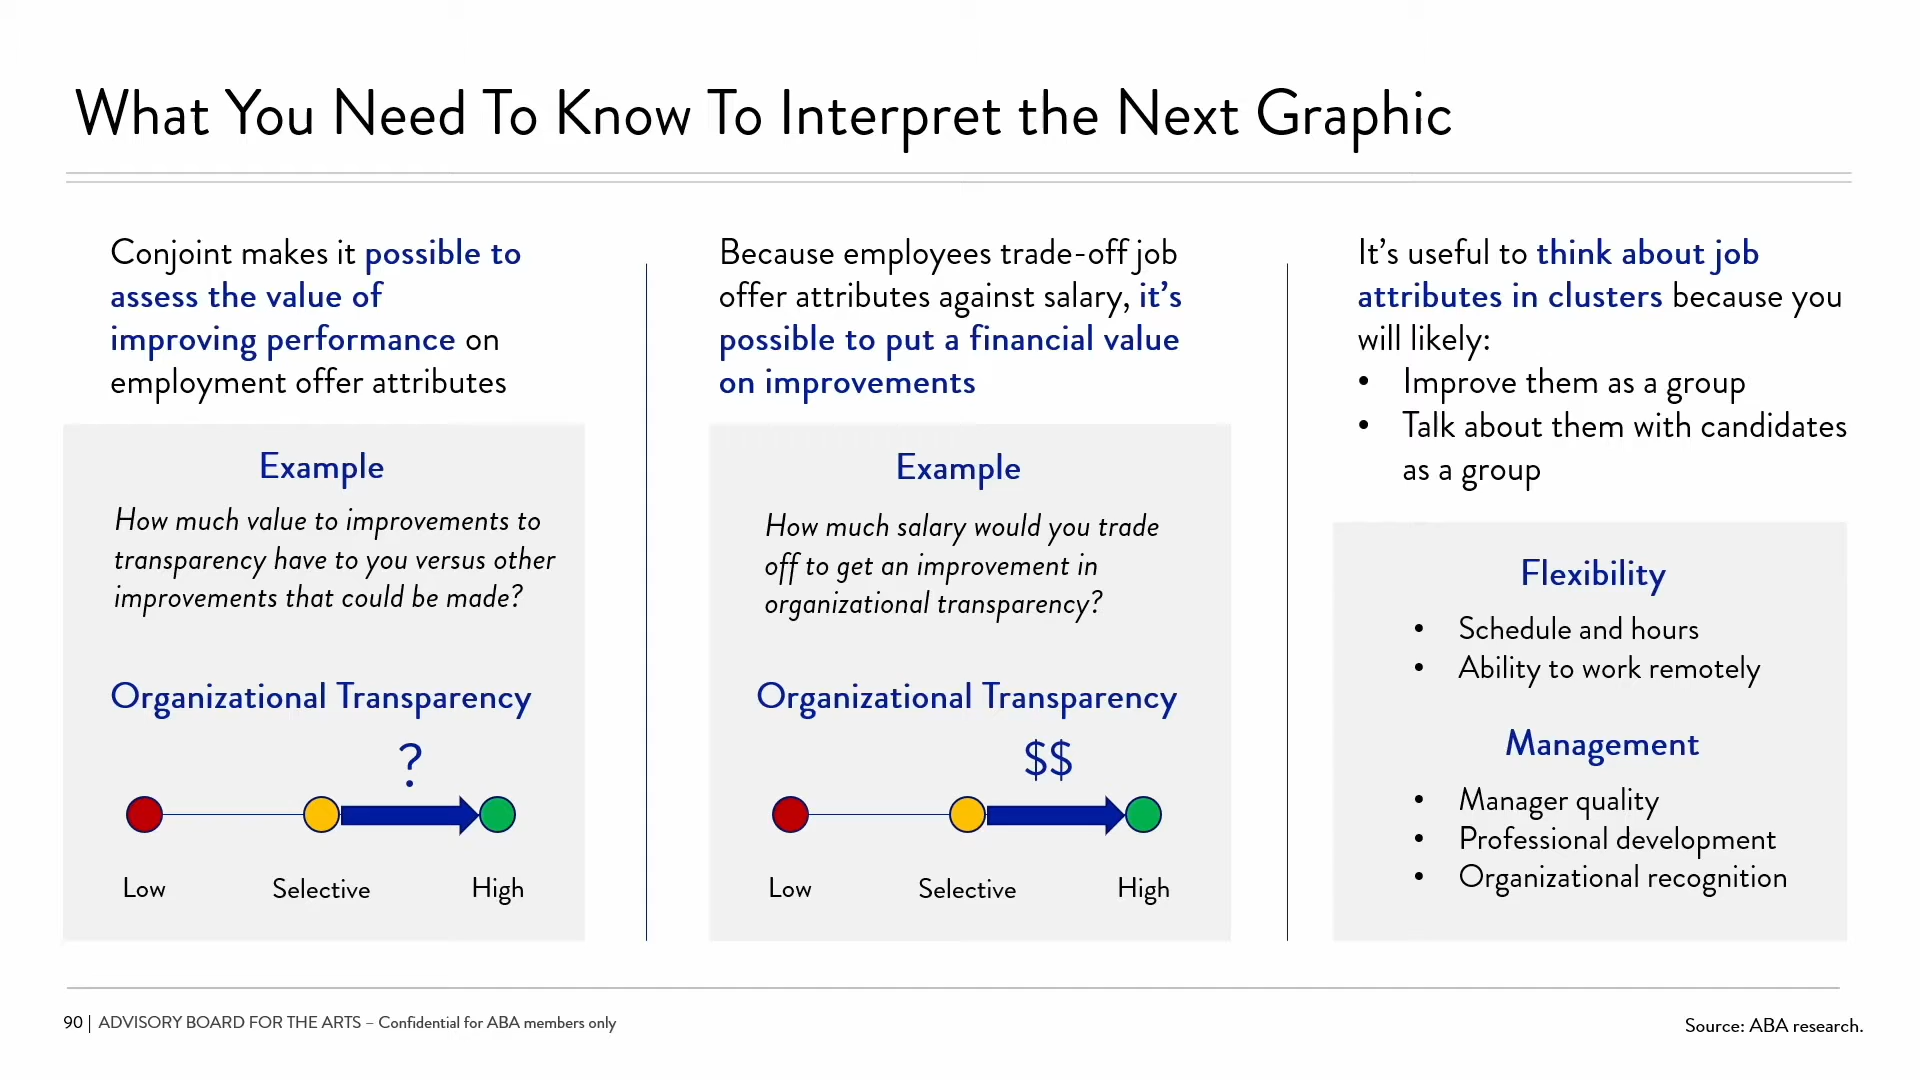 What You Need To Know To Interpret the Next Graphic
Conjoint makes it possible to
assess the value of
improving performance on
employment offer attributes
Example
How much value to improvements to
transparency have to you versus other
improvements that could be made?
Organizational Transparency
?
Low Selective High
Because employees trade-off job
offer attributes against salary, it's
possible to put a financial value
on improvements
Example
How much salary would you trade
off to get an improvement in
organizational transparency?
Organizational Transparency
$$
Low Selective High
It's useful to think about job
attributes in clusters because you
will likely:
• Improve them as a group
• Talk about them with candidates
as a group
Flexibility
• Schedule and hours
• Ability to work remotely
Management
• Manager quality
• Professional development
• Organizational recognition
90 | ADVISORY BOARD FOR THE ARTS – Confidential for ABA members only
Source: ABA research.